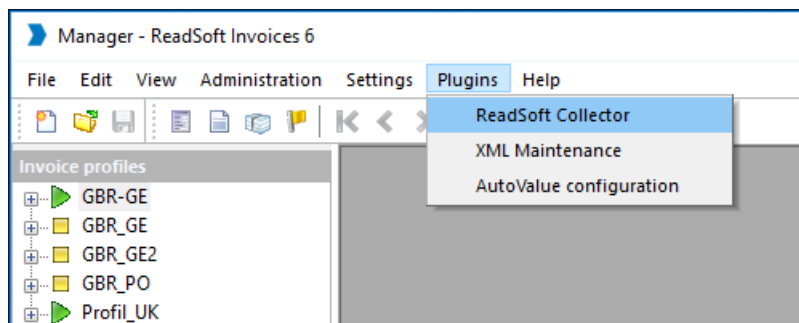 Manager - ReadSoft Invoices 6
File Edit View Administration Settings Plugins Help
ReadSoft Collector
XML Maintenance
AutoValue configuration
Invoice profiles
GBR-GE
GBR_GE
GBR_GE2
GBR_PO
Profil_UK